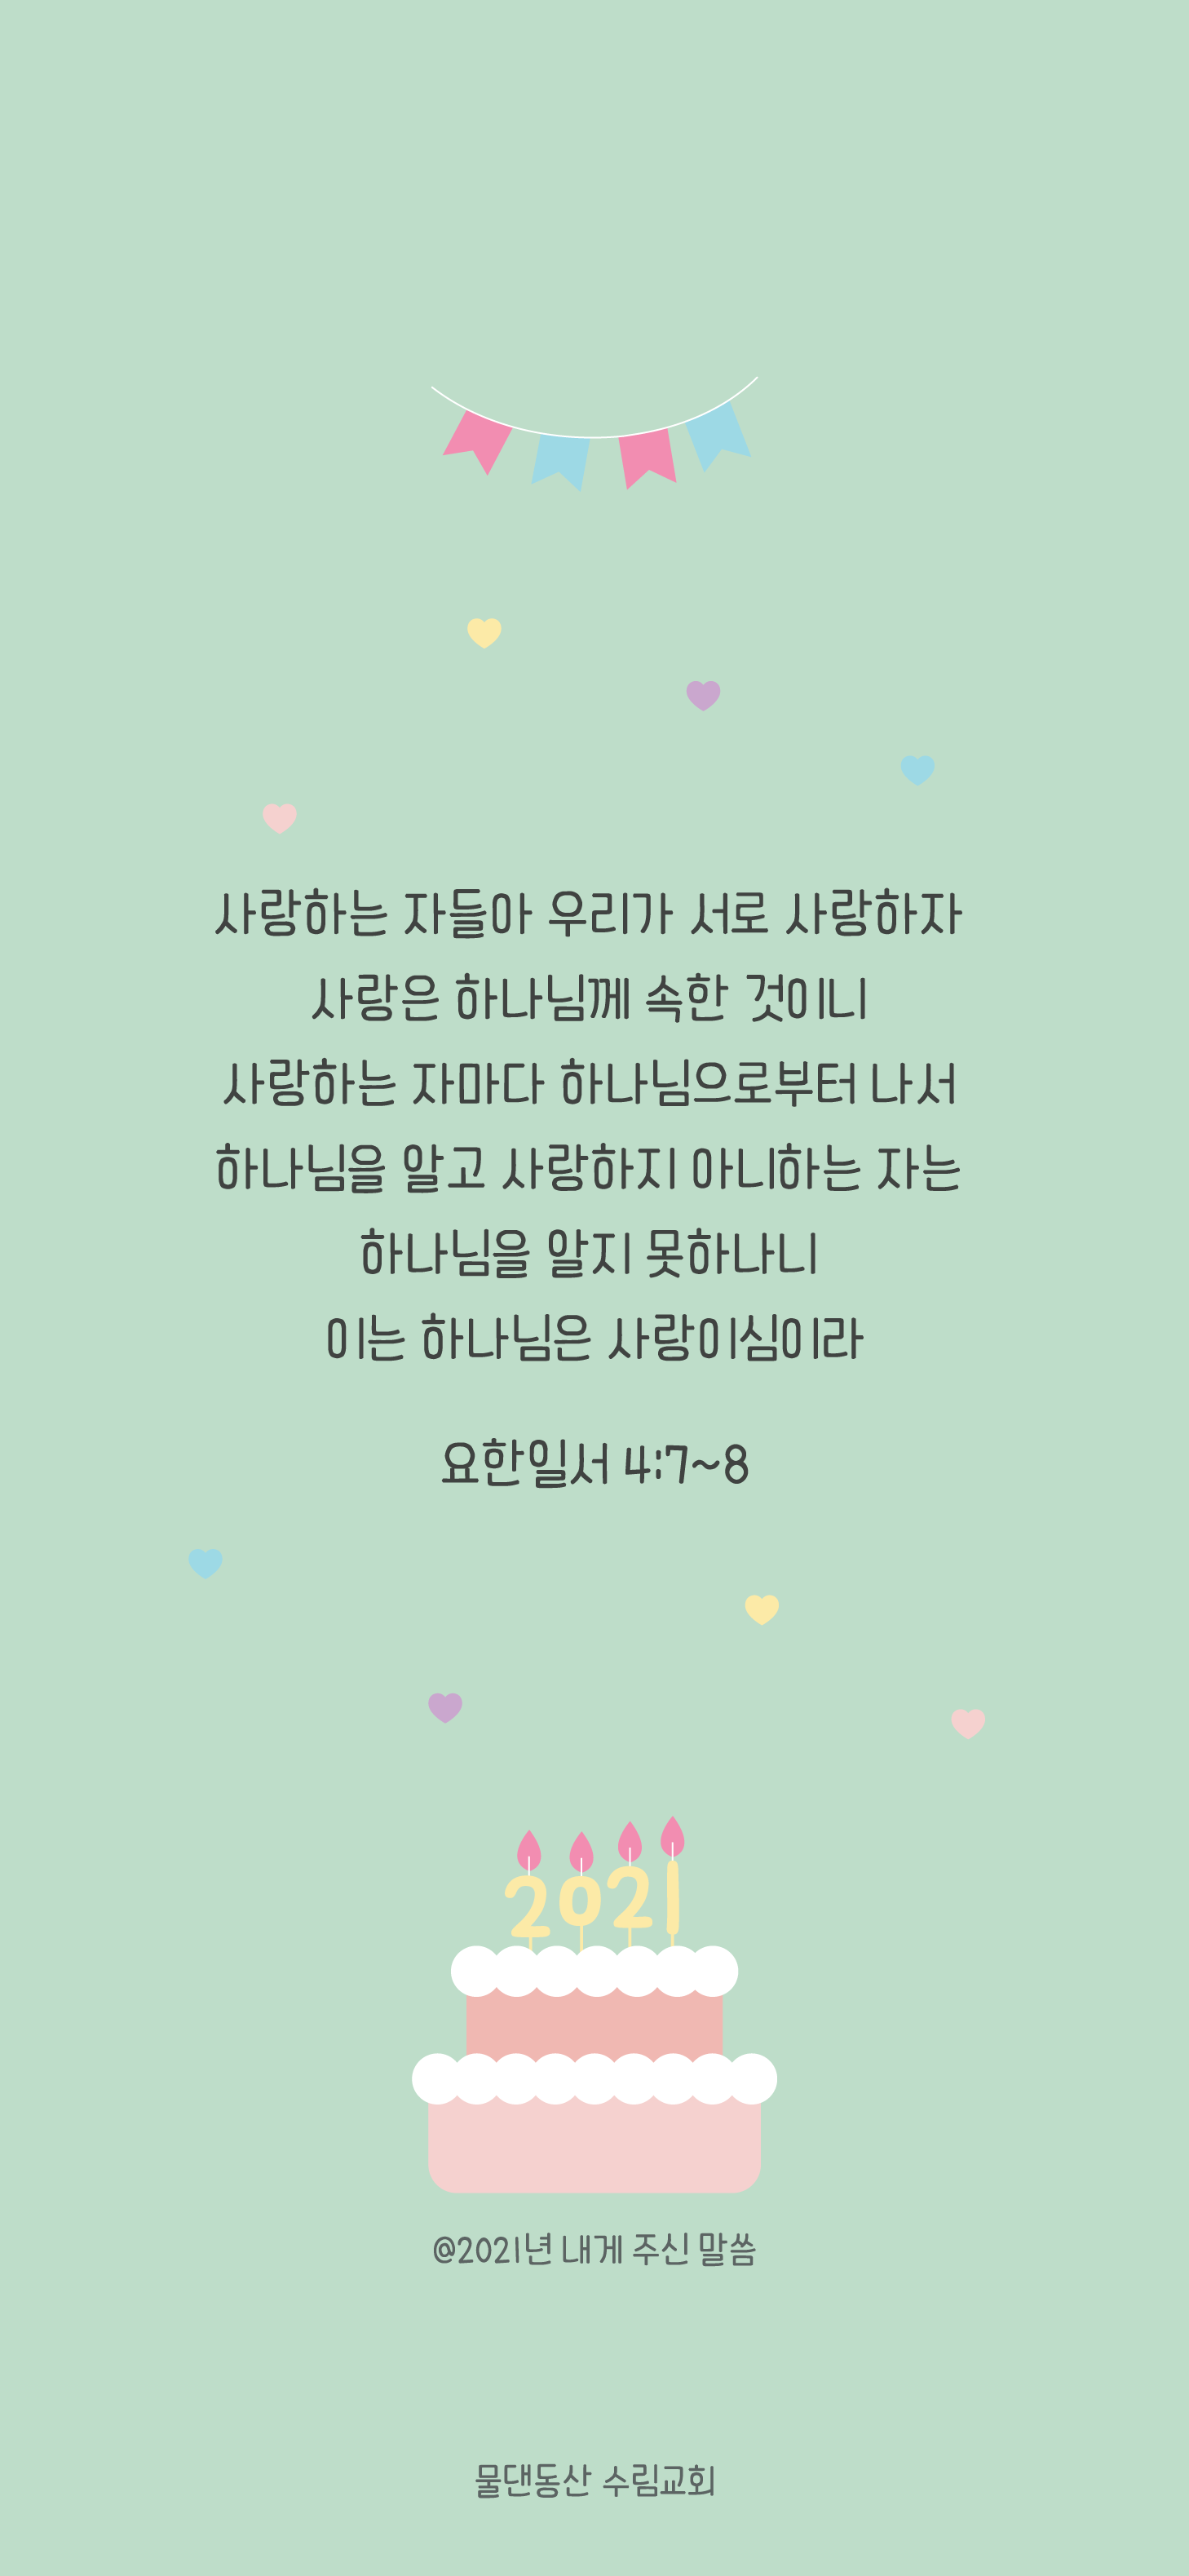 사랑하는 자들아 우리가 서로 사랑하자
사랑은 하나님께 속한 것이니
사랑하는 자마다 하나님으로부터 나서
하나님을 알고 사랑하지 아니하는 자는
하나님을 알지 못하나니
이는 하나님은 사랑이심이라
요한일서 4:7~8
2021
@2021년 내게 주신 말씀
물댄동산 수림교회